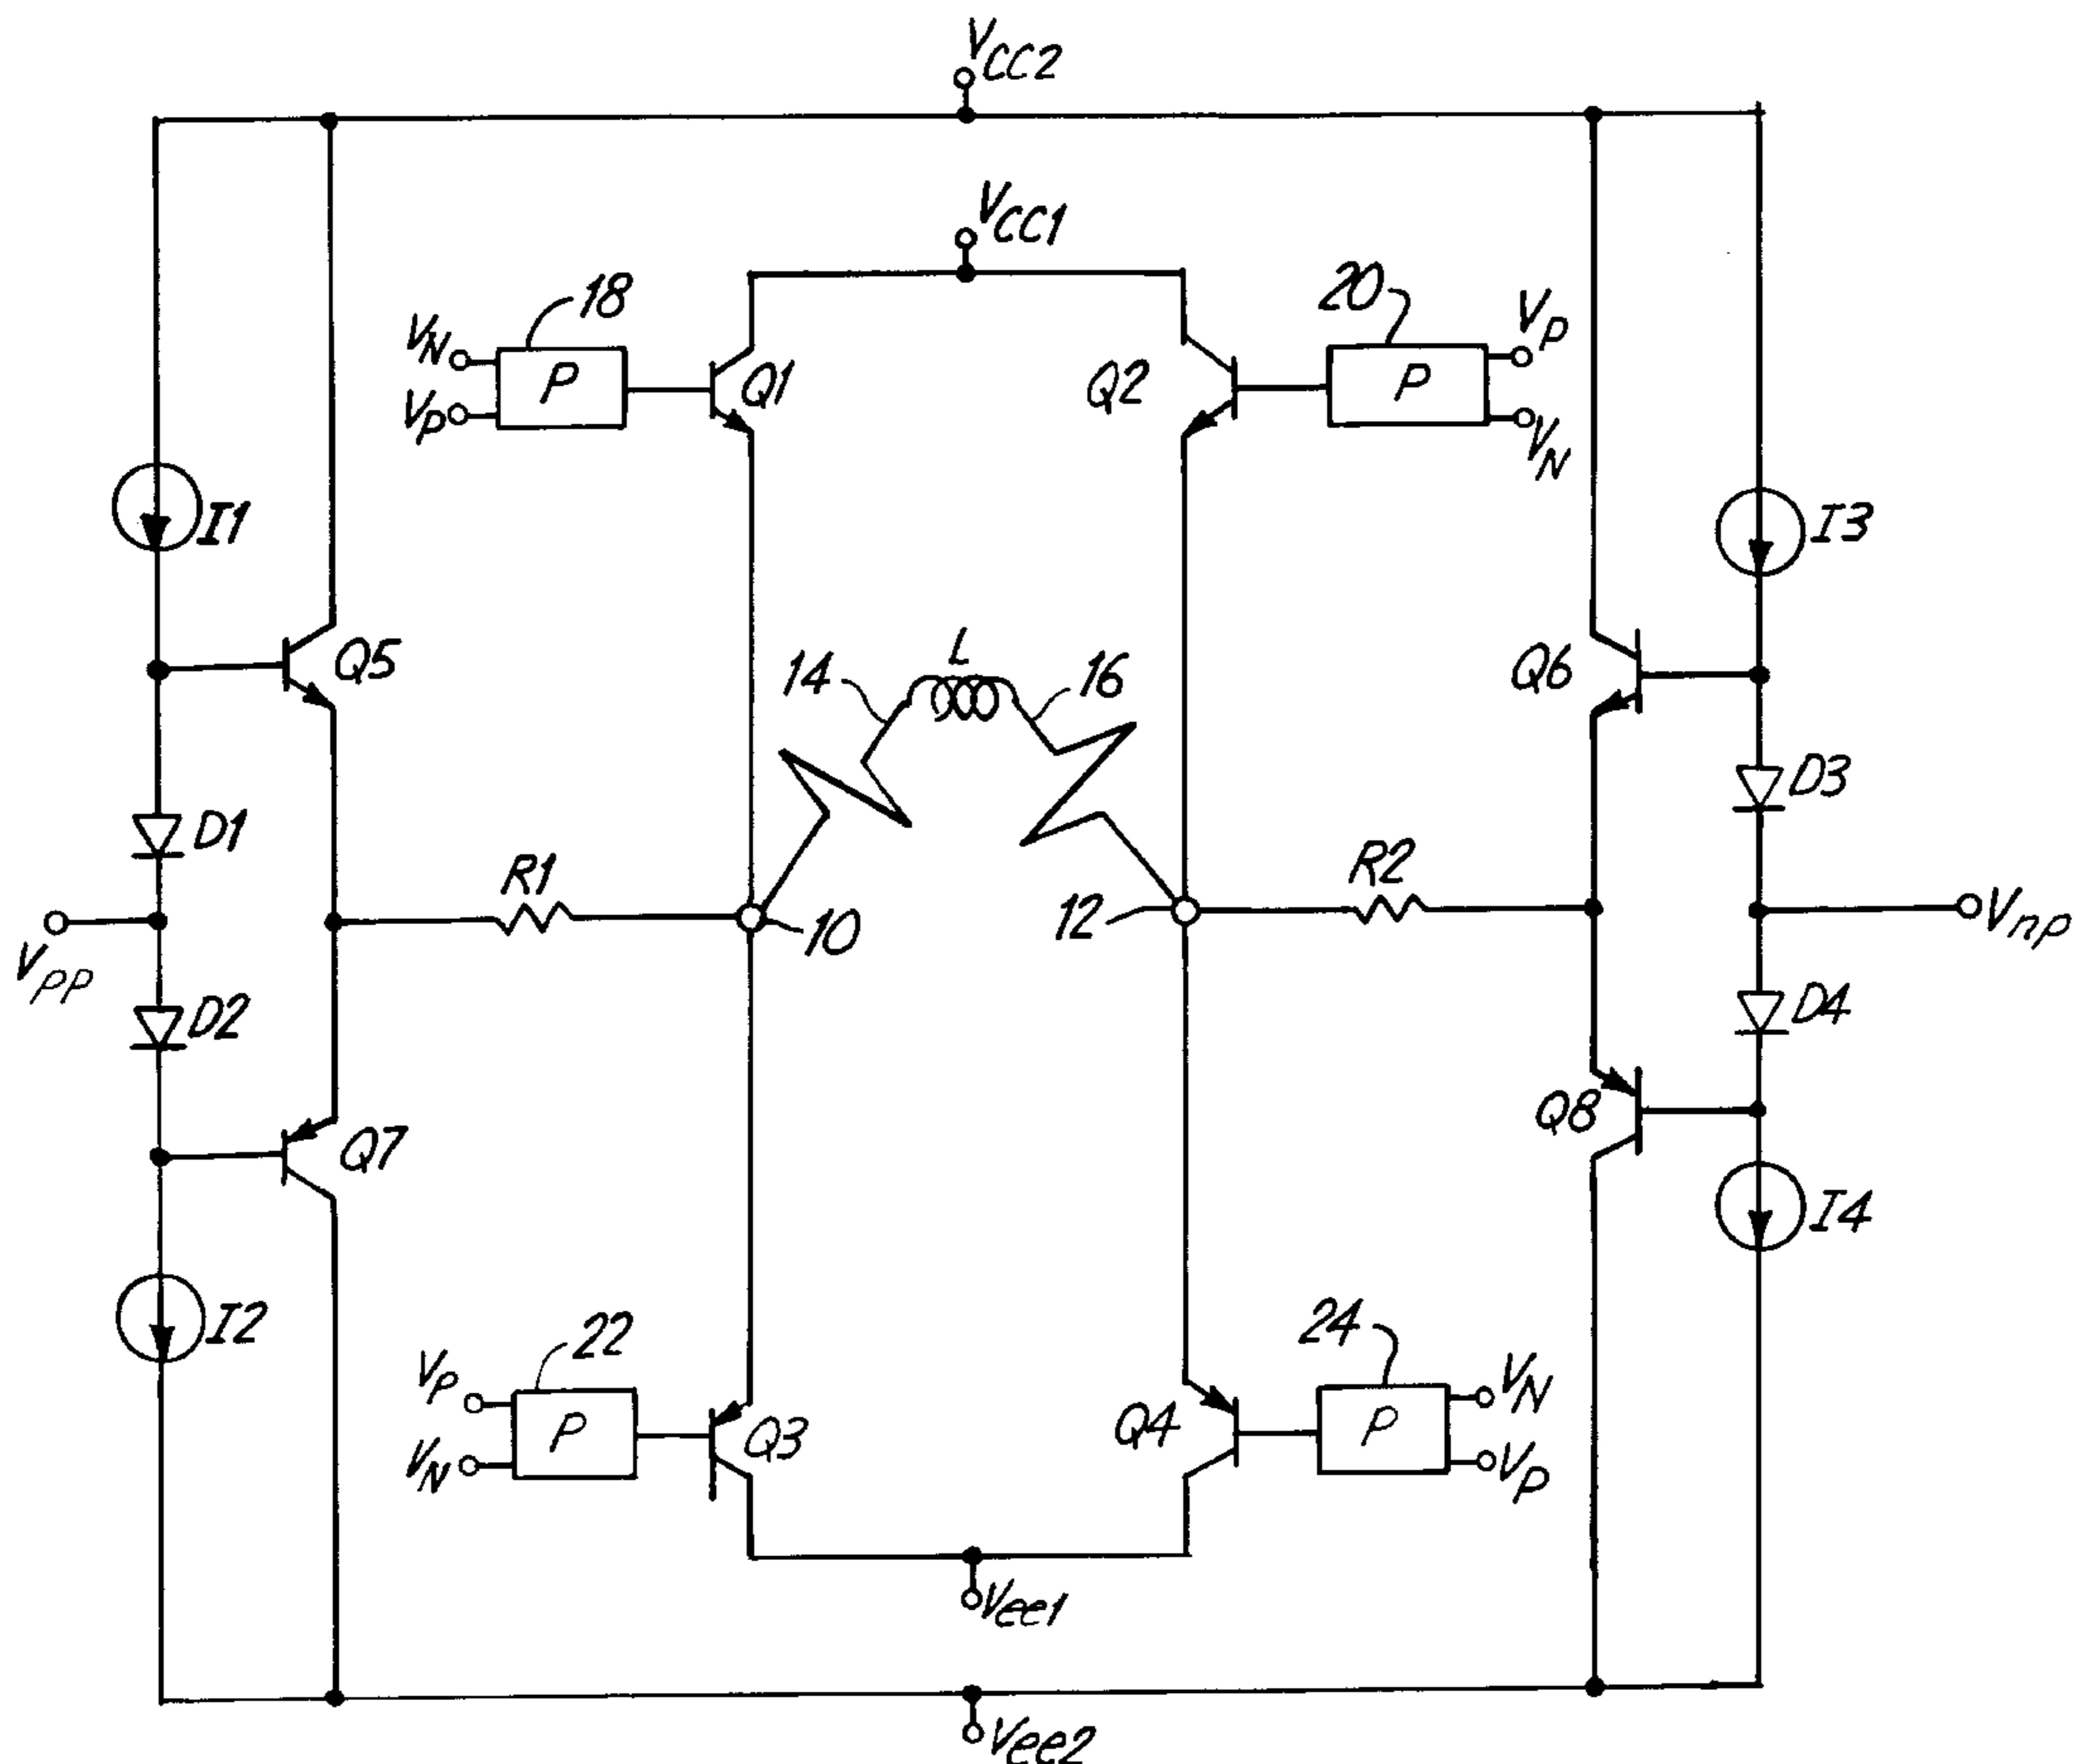 VCC2
VCC1
18
20
VN
P
Q1
Q2
P
VP
VP
VN
I1
I3
Q5
14
L
16
Q6
D1
D3
R1
R2
Vpp
10
12
Vnp
D2
D4
Q7
Q8
I2
I4
22
24
VP
P
Q3
Q4
P
VN
VN
VP
Vee1
Vee2